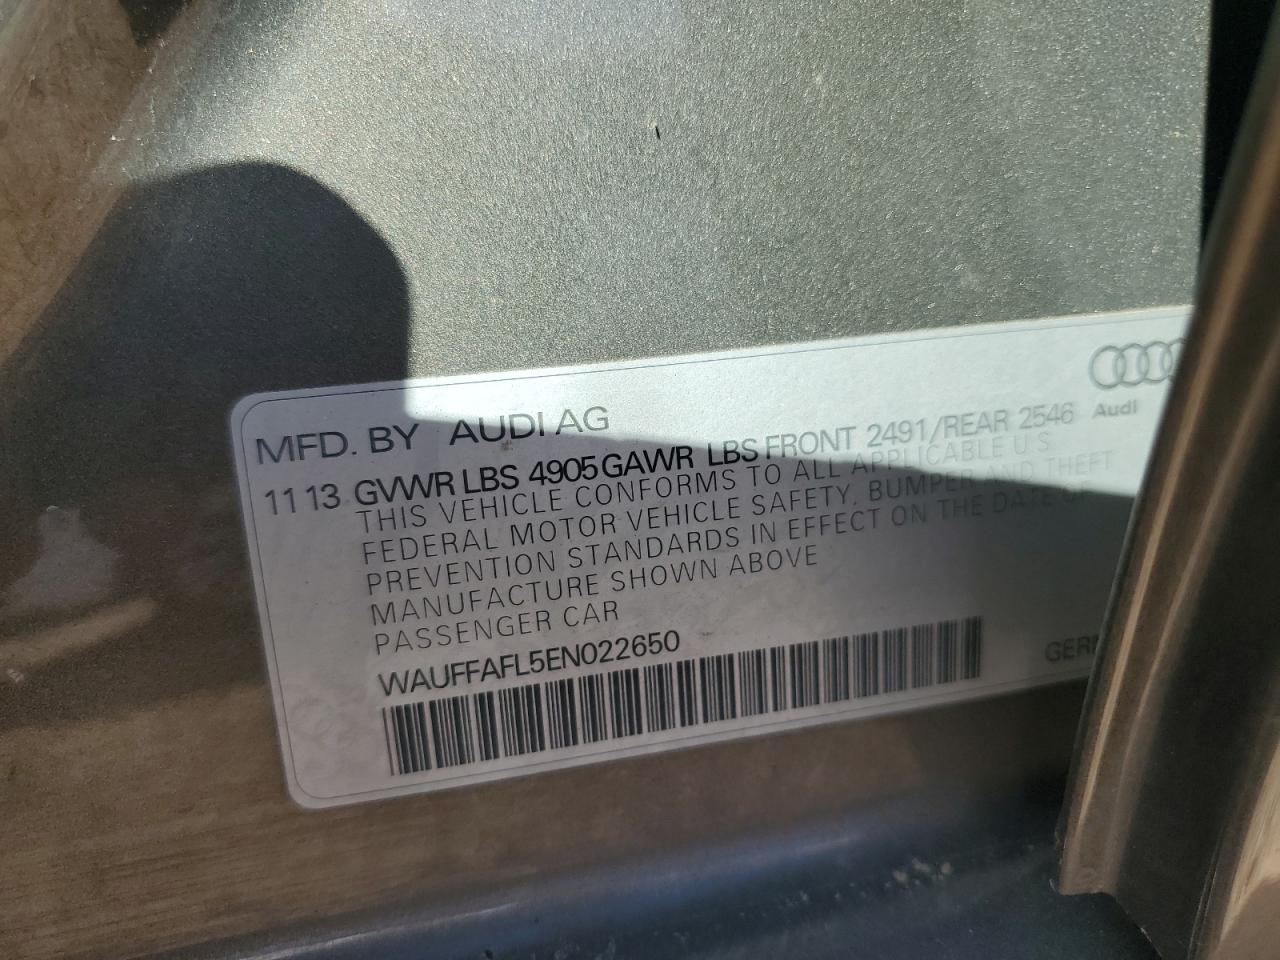 MFD. BY AUDI AG
11 13 GVWR LBS 4905 GAWR LBS FRONT 2491/REAR 2546
Audi
THIS VEHICLE CONFORMS TO ALL APPLICABLE U S
FEDERAL MOTOR VEHICLE SAFETY, BUMPER AND THEFT
PREVENTION STANDARDS IN EFFECT ON THE DATE OF
MANUFACTURE SHOWN ABOVE
PASSENGER CAR
WAUFFAFL5EN022650